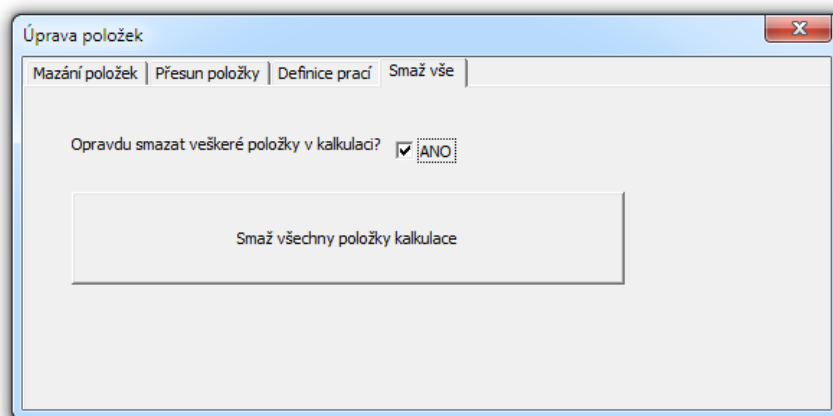 Úprava položek
Mazání položek Přesun položky Definice prací Smaž vše
Opravdu smazat veškeré položky v kalkulaci? ANO
Smaž všechny položky kalkulace